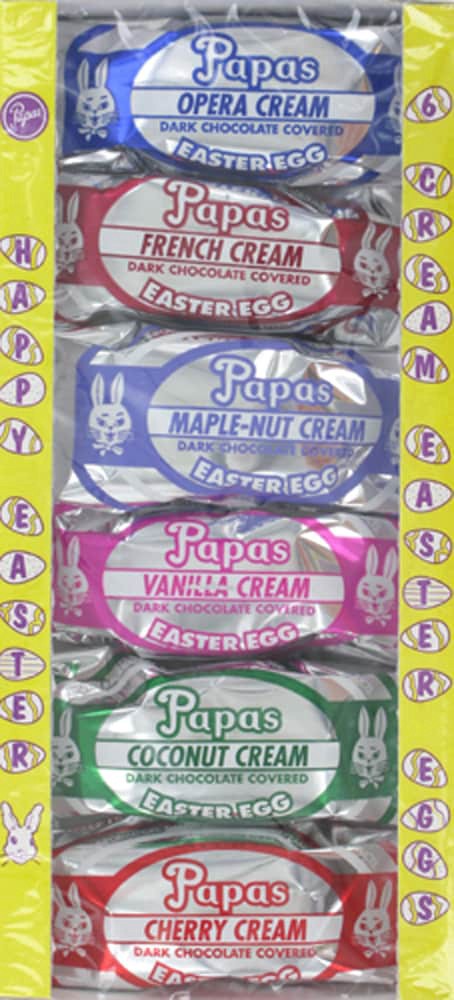 Papas
HAPPY EASTER
Papas
OPERA CREAM
DARK CHOCOLATE COVERED
EASTER EGG
Papas
FRENCH CREAM
DARK CHOCOLATE COVERED
EASTER EGG
Papas
MAPLE-NUT CREAM
DARK CHOCOLATE COVERED
EASTER EGG
Papas
VANILLA CREAM
DARK CHOCOLATE COVERED
EASTER EGG
Papas
COCONUT CREAM
DARK CHOCOLATE COVERED
EASTER EGG
Papas
CHERRY CREAM
DARK CHOCOLATE COVERED
EASTER EGG
6 CREAM EASTER EGGS